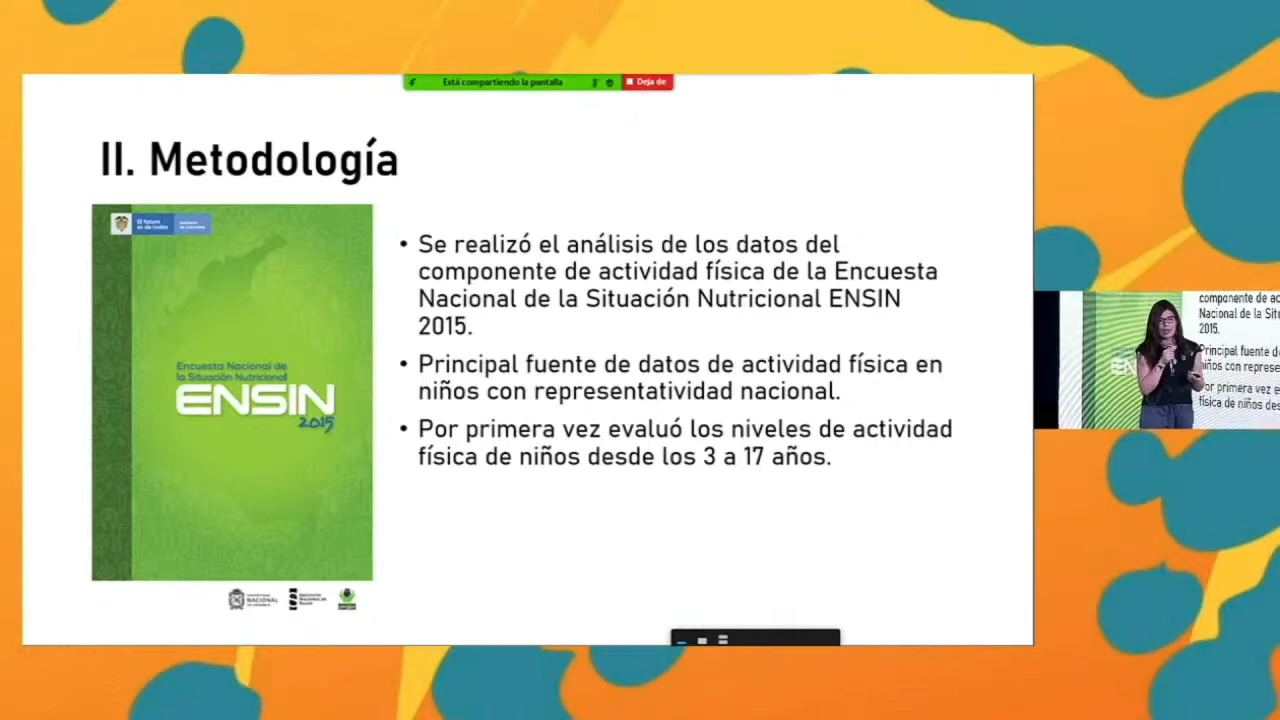 Está compartiendo la pantalla
Deja de
II. Metodología
El futuro
es de todos
Encuesta Nacional de
la Situación Nutricional
ENSIN
2015
• Se realizó el análisis de los datos del
componente de actividad física de la Encuesta
Nacional de la Situación Nutricional ENSIN
2015.
• Principal fuente de datos de actividad física en
niños con representatividad nacional.
• Por primera vez evaluó los niveles de actividad
física de niños desde los 3 a 17 años.
NACIONAL
componente de ac
Nacional de la Situ
2015.
Principal fuente d
niños con represe
Por primera vez e
física de niños des
EN